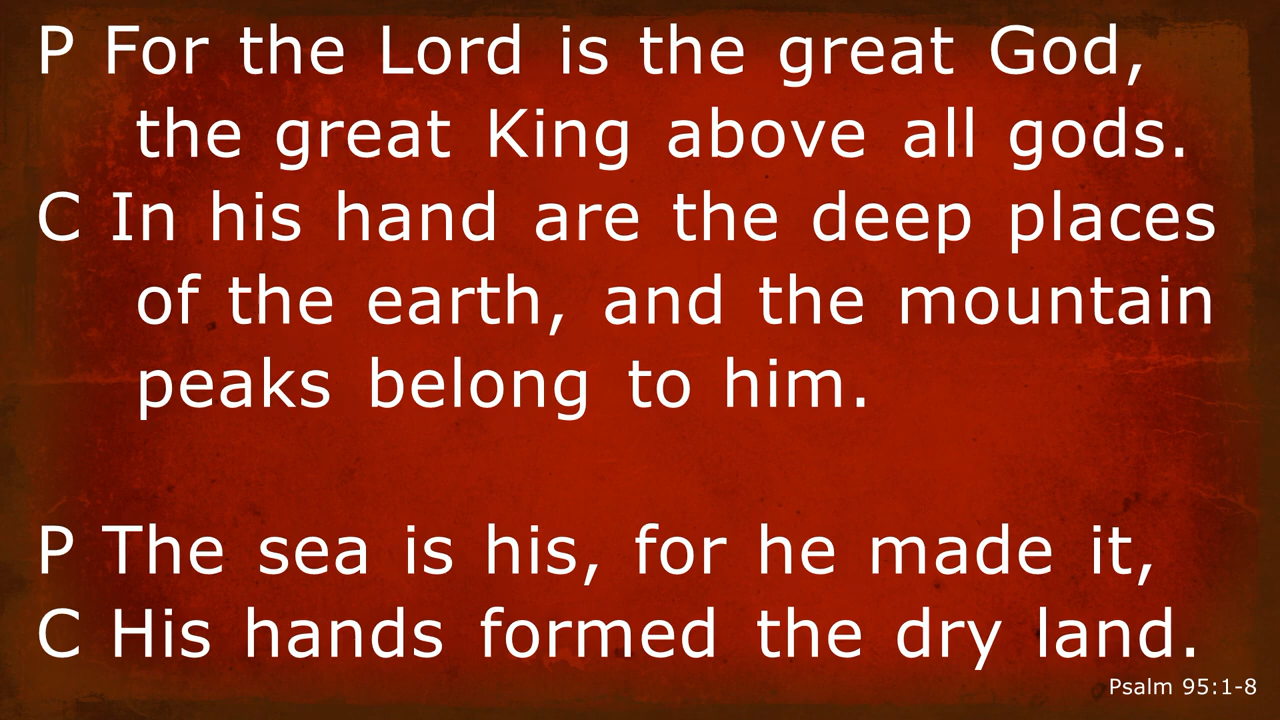 P For the Lord is the great God,
the great King above all gods.
C In his hand are the deep places
of the earth, and the mountain
peaks belong to him.
P The sea is his, for he made it,
C His hands formed the dry land.
Psalm 95:1-8